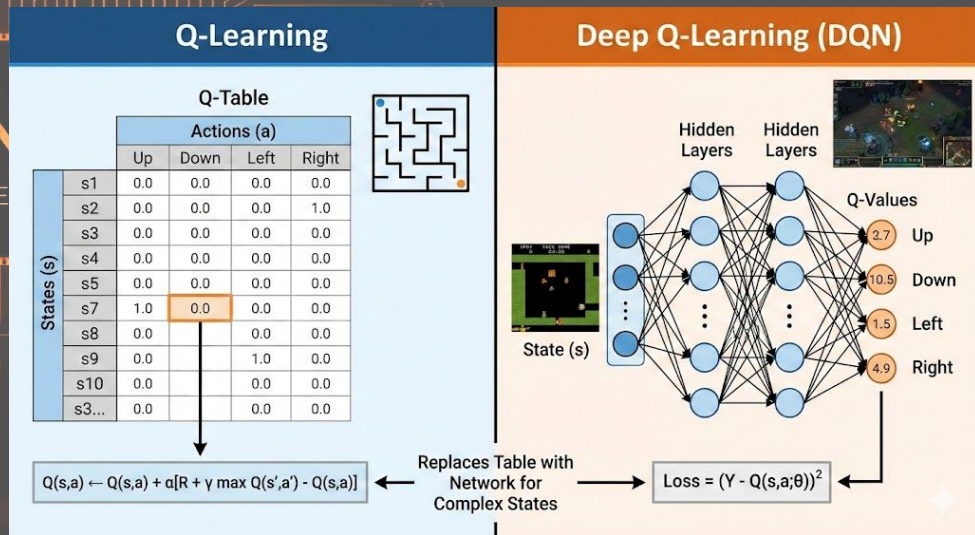 Q-Learning
Deep Q-Learning (DQN)
Q-Table
Actions (a)
Up Down Left Right
States (s)
s1 0.0 0.0 0.0 0.0
s2 0.0 0.0 0.0 1.0
s3 0.0 0.0 0.0 0.0
s4 0.0 0.0 0.0 0.0
s5 0.0 0.0 0.0 0.0
s7 1.0 0.0 0.0 0.0
s8 0.0 0.0 0.0
s9 0.0 1.0 0.0
s10 0.0 0.0 0.0
s3... 0.0 0.0 0.0
Q(s,a) ← Q(s,a) + α[R + γ max Q(s′,a′) - Q(s,a)]
Replaces Table with
Network for
Complex States
State (s)
Hidden
Layers
Hidden
Layers
Q-Values
2.7 Up
10.5 Down
1.5 Left
4.9 Right
Loss = (Y - Q(s,a;θ))²